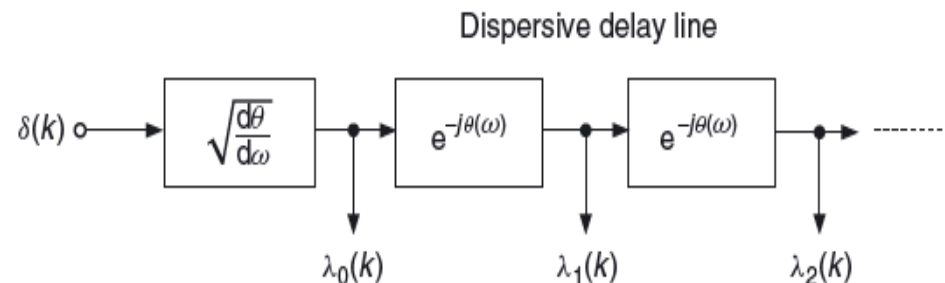 Dispersive delay line
δ(k) √(dθ/dω) e^{-jθ(ω)} e^{-jθ(ω)}
λ₀(k) λ₁(k) λ₂(k)